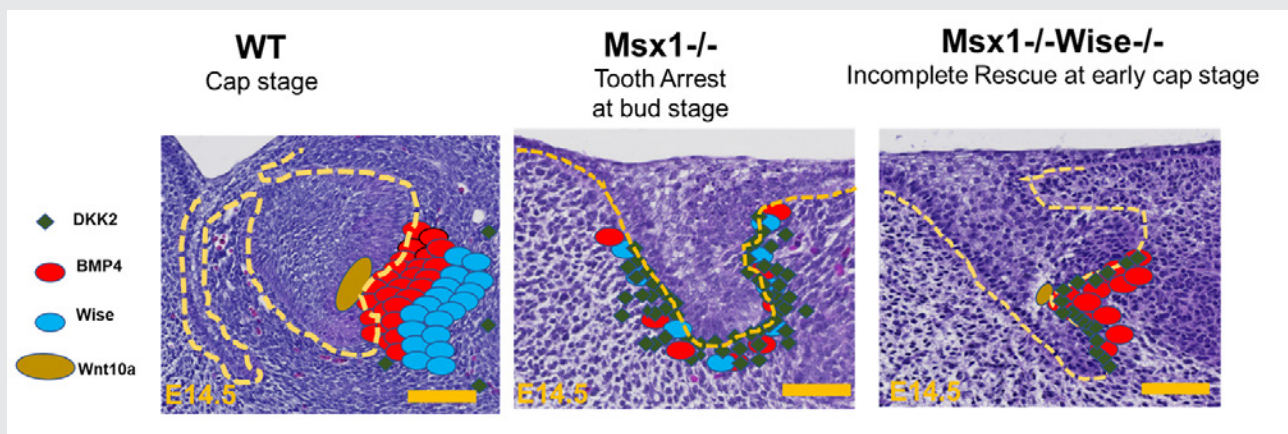 WT
Cap stage
Msx1-/-
Tooth Arrest
at bud stage
Msx1-/-Wise-/-
Incomplete Rescue at early cap stage
DKK2
BMP4
Wise
Wnt10a
E14.5
E14.5
E14.5